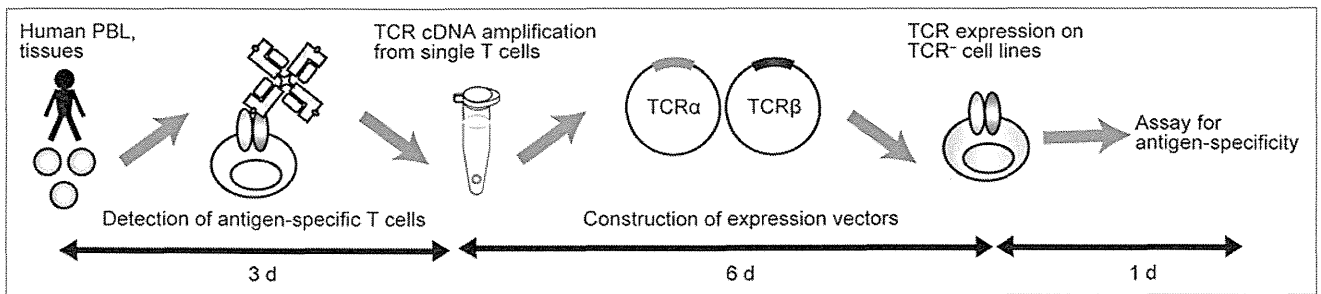 Human PBL,
tissues
TCR cDNA amplification
from single T cells
TCRα
TCRβ
TCR expression on
TCR⁻ cell lines
Assay for
antigen-specificity
Detection of antigen-specific T cells
Construction of expression vectors
3 d
6 d
1 d